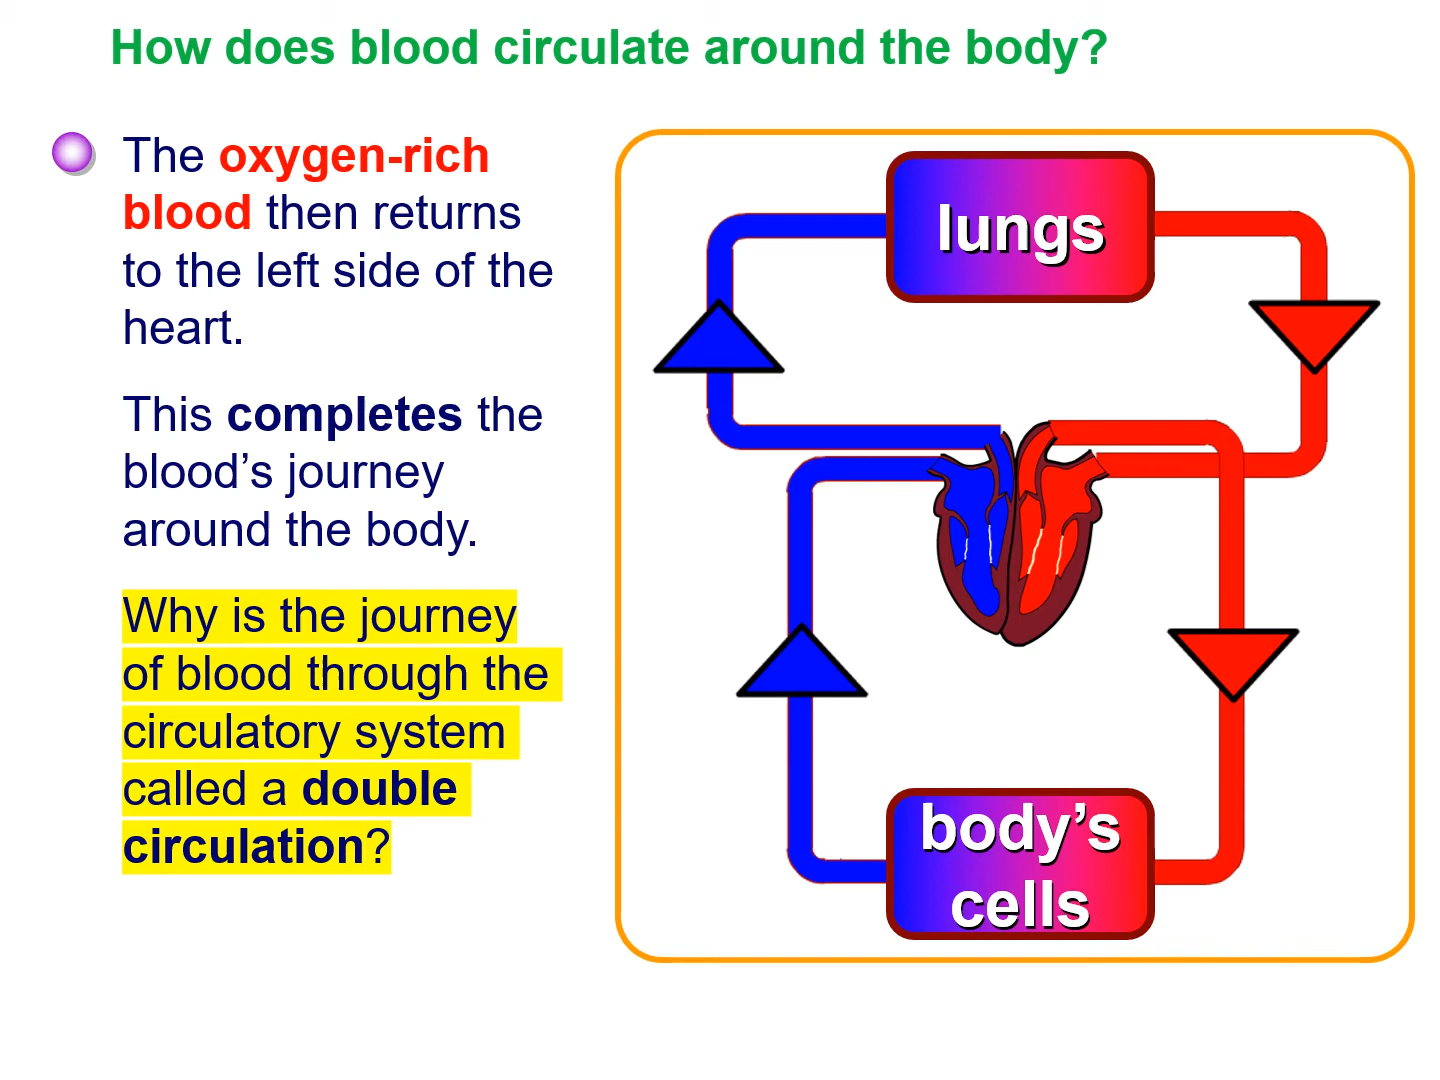 How does blood circulate around the body?
The oxygen-rich
blood then returns
to the left side of the
heart.
This completes the
blood’s journey
around the body.
Why is the journey
of blood through the
circulatory system
called a double
circulation?
lungs
body’s
cells